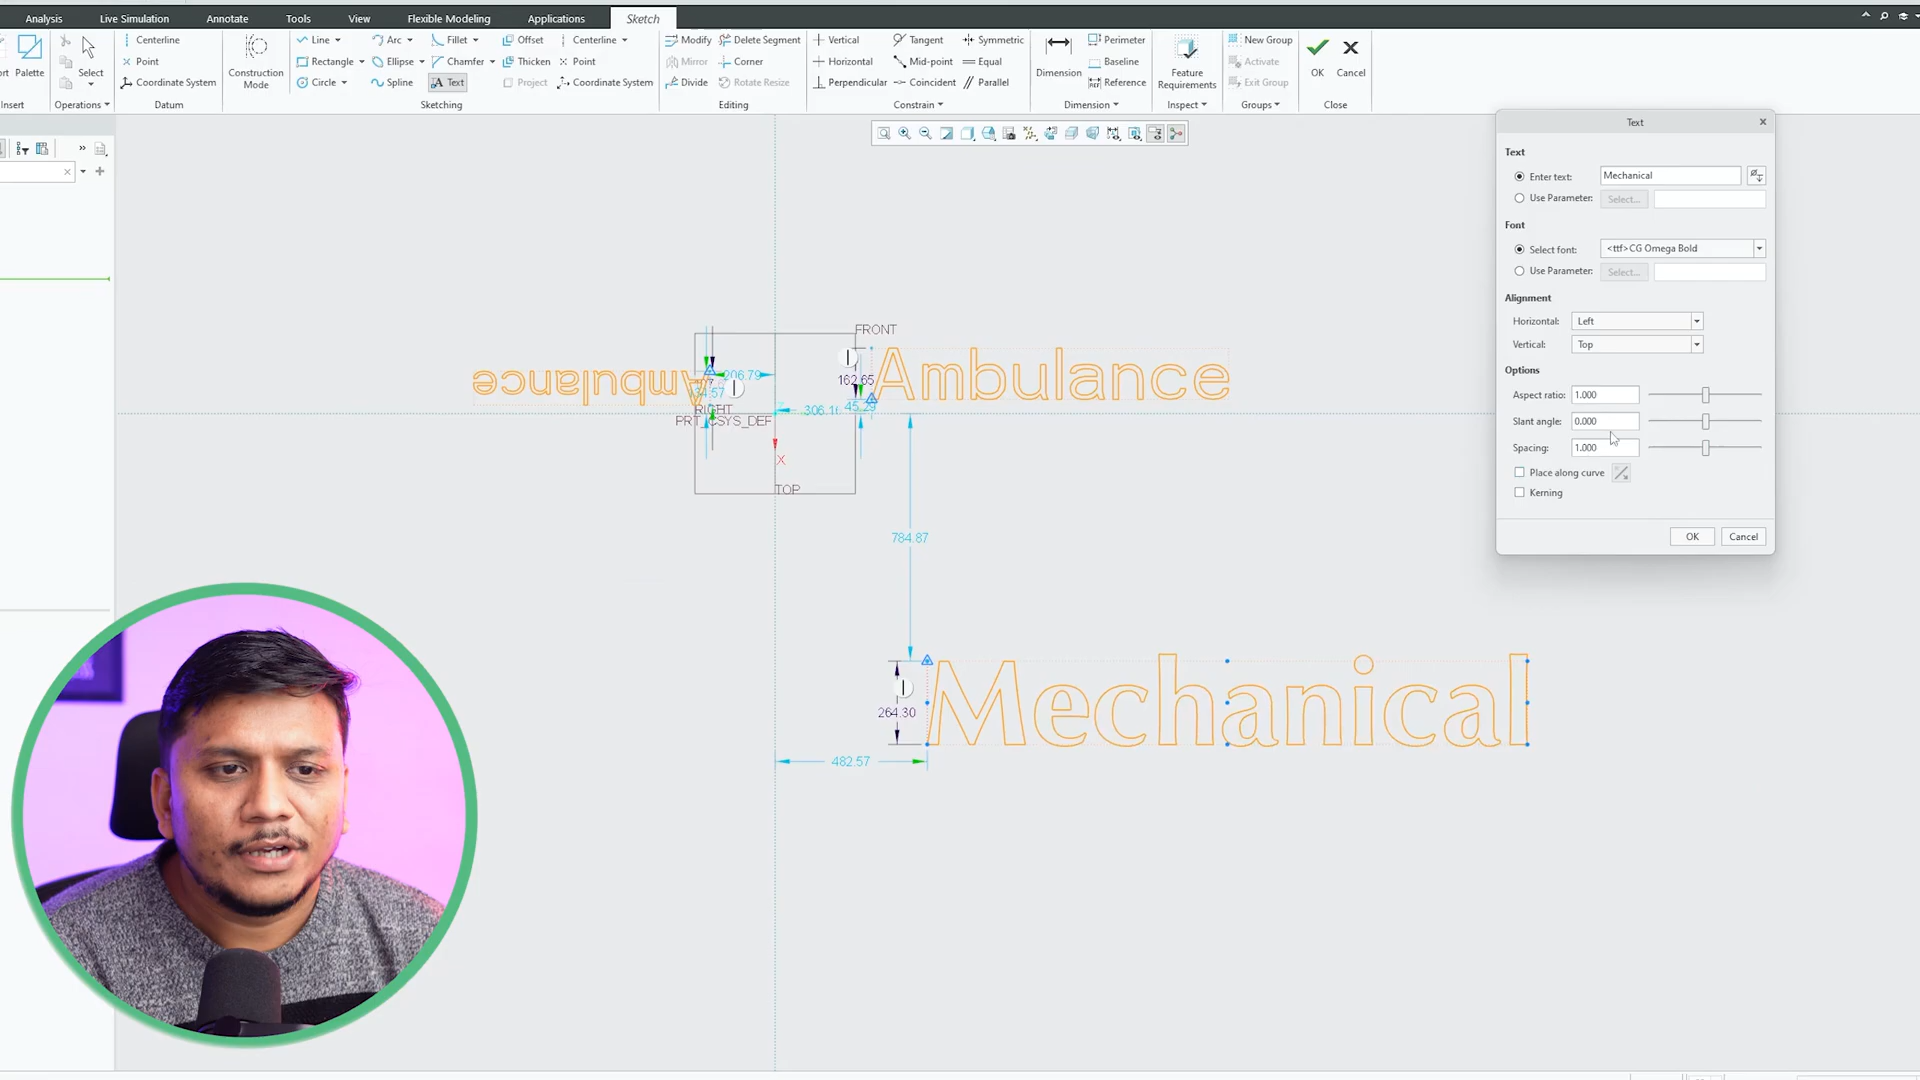 Analysis Live Simulation Annotate Tools View Flexible Modeling Applications Sketch
Palette
Insert
Select
Operations
Centerline
Point
Coordinate System
Datum
Construction Mode
Line Arc Fillet Offset Centerline
Rectangle Ellipse Chamfer Thicken Point
Circle Spline Text Project Coordinate System
Sketching
Modify Delete Segment
Mirror Corner
Divide Rotate Resize
Editing
Vertical Tangent Symmetric
Horizontal Mid-point Equal
Perpendicular Coincident Parallel
Constrain
Dimension
Perimeter
Baseline
Reference
Dimension
Feature Requirements
Inspect
New Group
Activate
Exit Group
Groups
OK Cancel
Close
Text
Text
Enter text: Mechanical
Use Parameter: Select...
Font
Select font: <ttf>CG Omega Bold
Use Parameter: Select...
Alignment
Horizontal: Left
Vertical: Top
Options
Aspect ratio: 1.000
Slant angle: 0.000
Spacing: 1.000
Place along curve
Kerning
OK Cancel
FRONT
Ambulance
Ambulance
206.79
162.65
RIGHT
306.16
45.29
PRT_CSYS_DEF
X
TOP
784.87
Mechanical
264.30
482.57